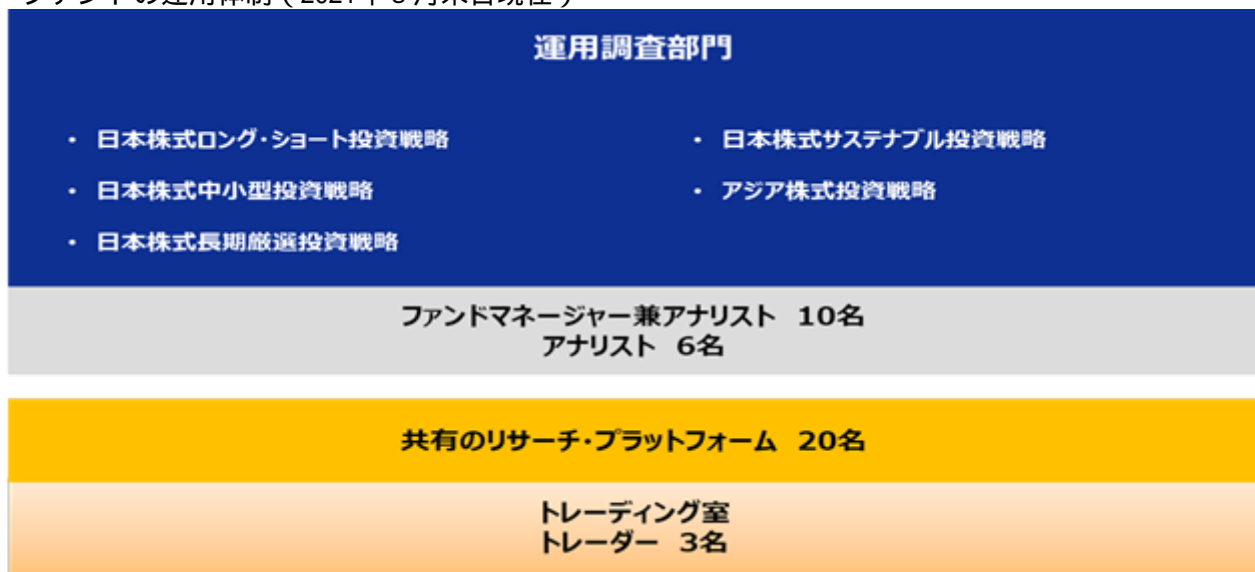 運用調査部門
・ 日本株式ロング・ショート投資戦略
・ 日本株式サステナブル投資戦略
・ 日本株式中小型投資戦略
・ アジア株式投資戦略
・ 日本株式長期厳選投資戦略
ファンドマネージャー兼アナリスト 10名
アナリスト 6名
共有のリサーチ・プラットフォーム 20名
トレーディング室
トレーダー 3名